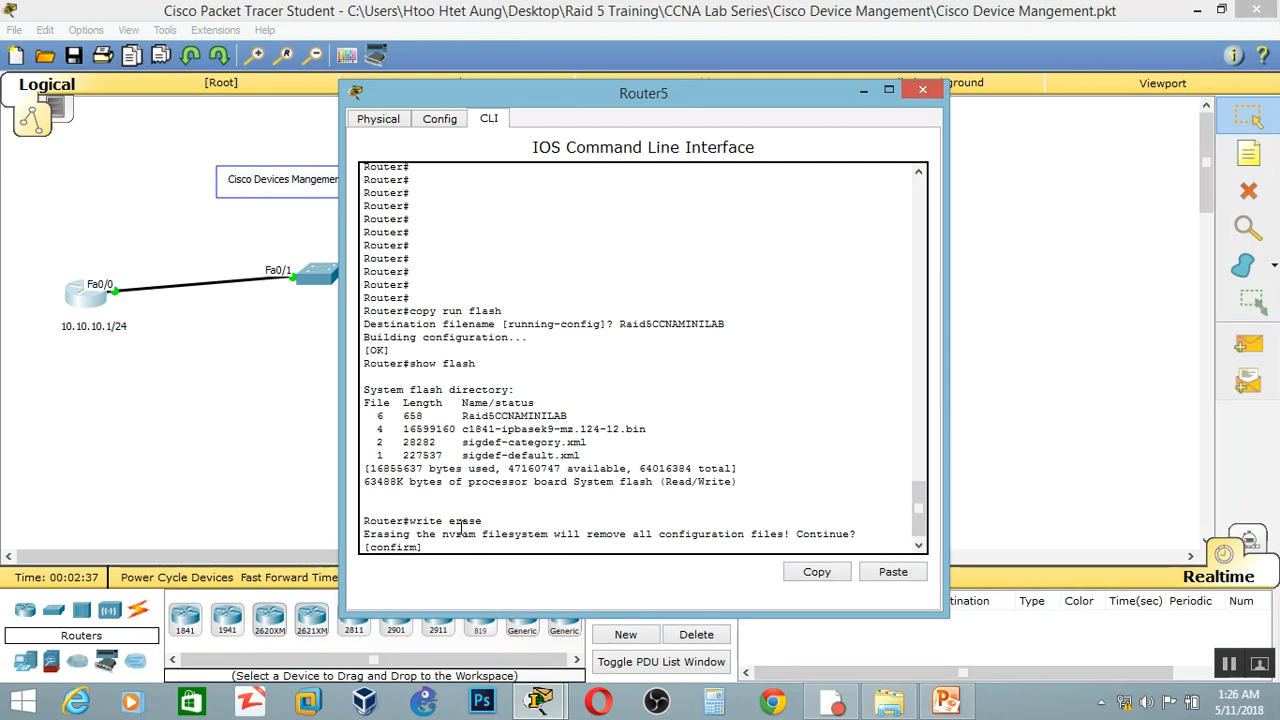 Cisco Packet Tracer Student - C:\Users\Htoo Htet Aung\Desktop\Raid 5 Training\CCNA Lab Series\Cisco Device Mangement\Cisco Device Mangement.pkt
File Edit Options View Tools Extensions Help
Logical [Root] Viewport
Router5
Physical Config CLI
IOS Command Line Interface
Cisco Devices Mangemen
Fa0/0
Fa0/1
10.10.10.1/24
Router#
Router#
Router#
Router#
Router#
Router#
Router#
Router#
Router#
Router#
Router#
Router#copy run flash
Destination filename [running-config]? Raid5CCNAMINILAB
Building configuration...
[OK]
Router#show flash
System flash directory:
File Length Name/status
6 658 Raid5CCNAMINILAB
4 16599160 c1841-ipbasek9-mz.124-12.bin
2 28282 sigdef-category.xml
1 227537 sigdef-default.xml
[16855637 bytes used, 47160747 available, 64016384 total]
63488K bytes of processor board System flash (Read/Write)
Router#write erase
Erasing the nvram filesystem will remove all configuration files! Continue?
[confirm]
Copy Paste
Time: 00:02:37 Power Cycle Devices Fast Forward Time
Realtime
Routers
1841 1941 2620XM 2621XM 2811 2901 2911 819 Generic Generic
(Select a Device to Drag and Drop to the Workspace)
New Delete
Toggle PDU List Window
tination Type Color Time(sec) Periodic Num
1:26 AM
5/11/2018